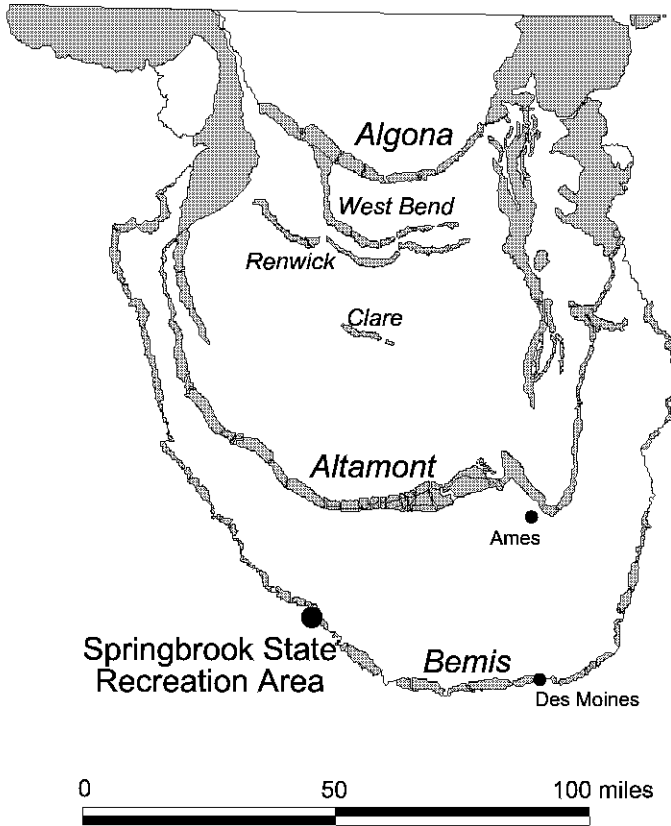 Algona
West Bend
Renwick
Clare
Altamont
Ames
Springbrook State
Recreation Area
Bemis
Des Moines
0 50 100 miles